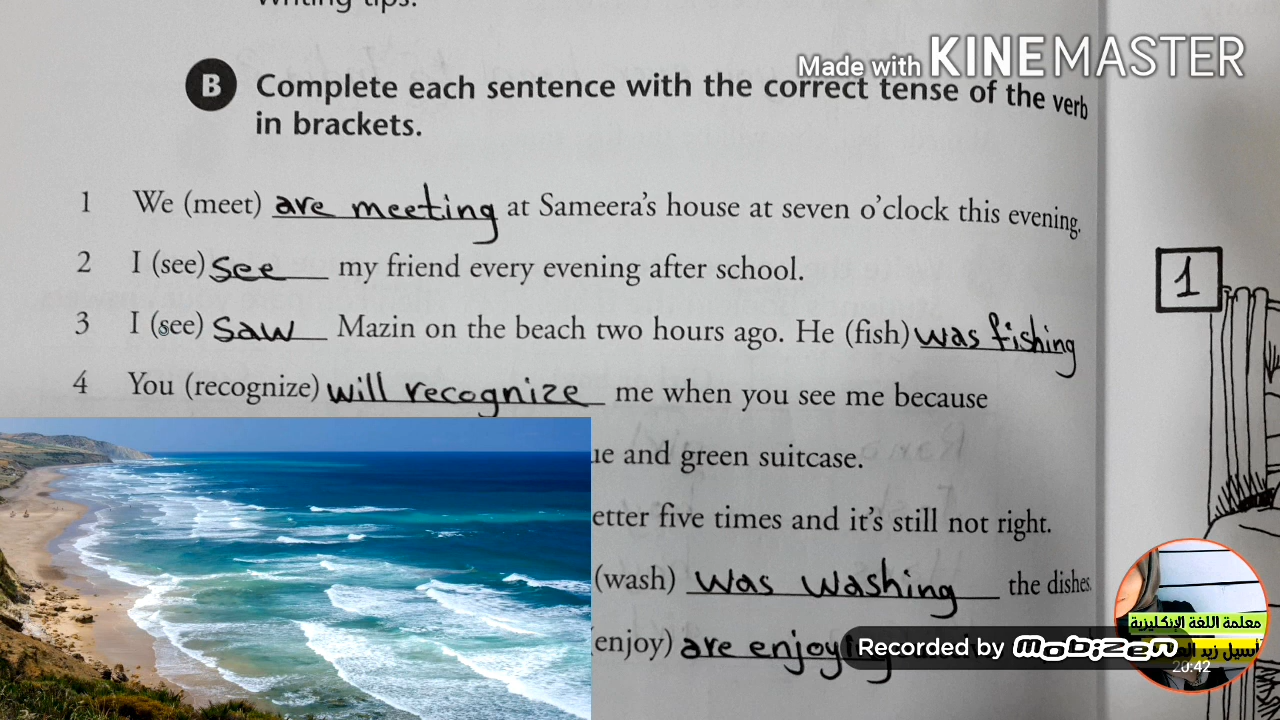 writing tips.
Made with KINEMASTER
B Complete each sentence with the correct tense of the verb
in brackets.
1 We (meet) are meeting at Sameera's house at seven o'clock this evening.
2 I (see) see my friend every evening after school.
3 I (see) saw Mazin on the beach two hours ago. He (fish) was fishing
4 You (recognize) will recognize me when you see me because
and green suitcase.
five times and it's still not right.
(wash) was washing the dishes
enjoy) are enjoying
1
Recorded by mobizen
معلمة اللغة الإنكليزية
أسيل زيد
20:42